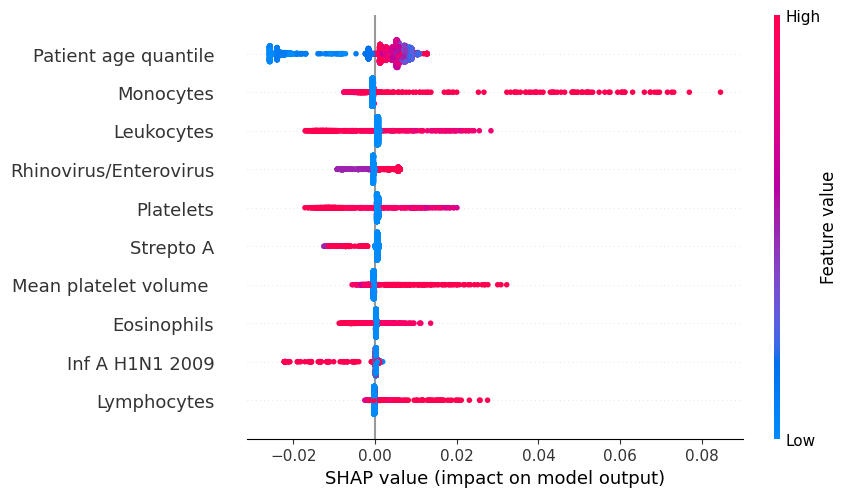 High
Patient age quantile
Monocytes
Leukocytes
Rhinovirus/Enterovirus
Platelets
Strepto A
Mean platelet volume
Eosinophils
Inf A H1N1 2009
Lymphocytes
Feature value
Low
−0.02 0.00 0.02 0.04 0.06 0.08
SHAP value (impact on model output)